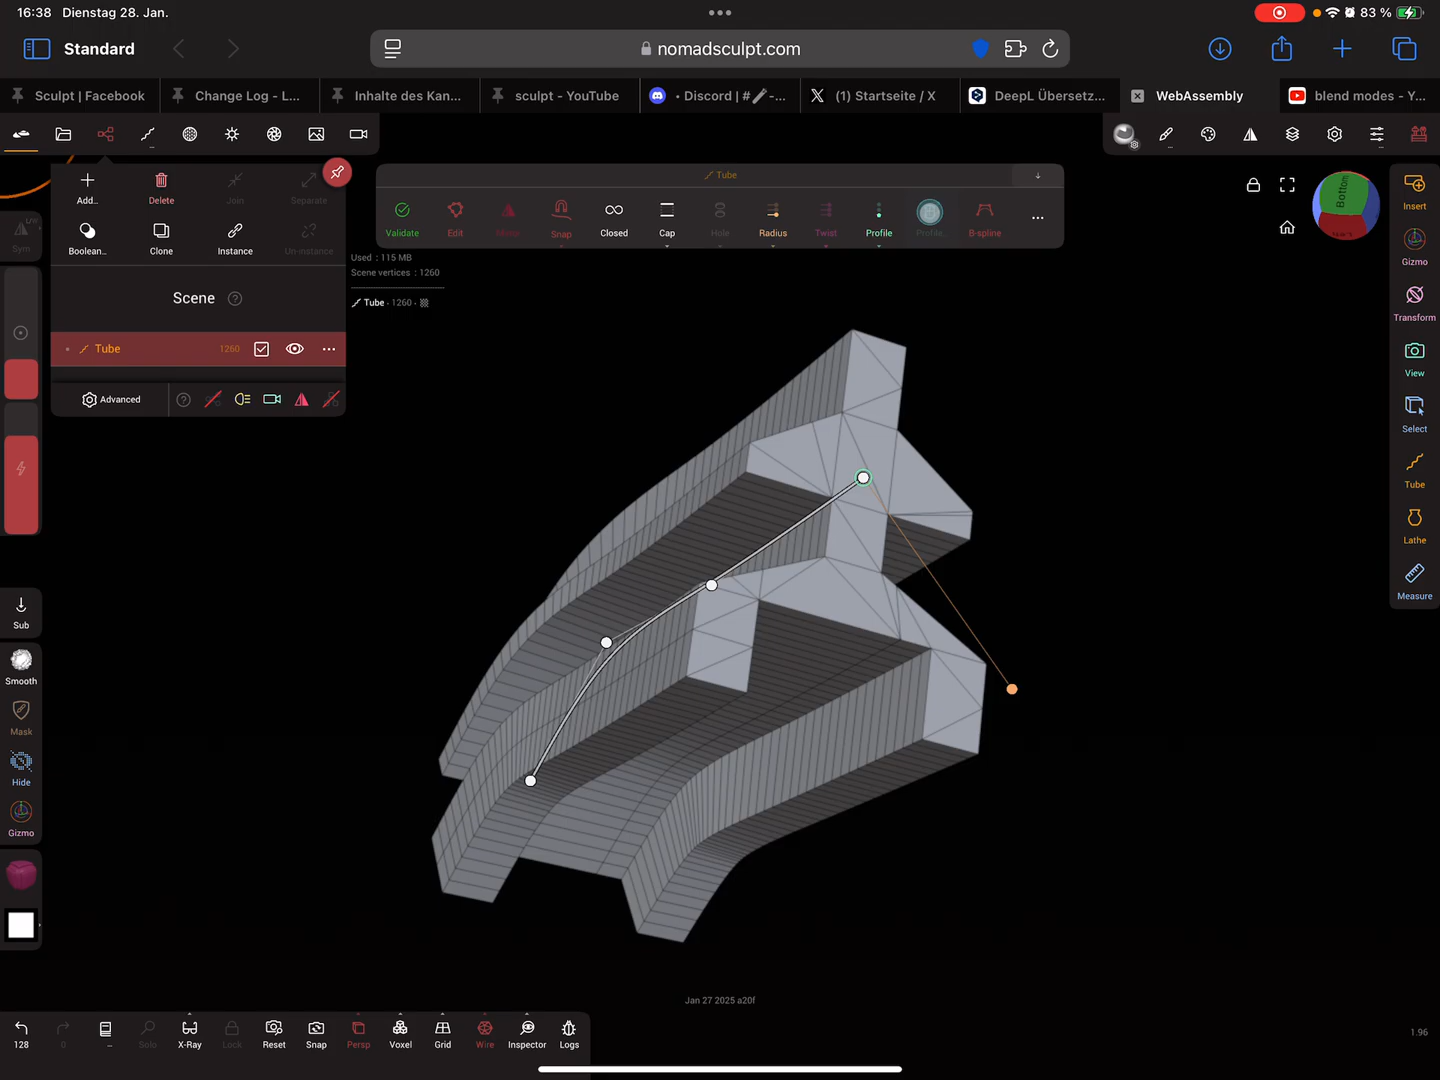 16:38 Dienstag 28. Jan.
83 %
Standard
nomadsculpt.com
Sculpt | Facebook
Change Log - L...
Inhalte des Kan...
sculpt - YouTube
• Discord | #🖋-...
(1) Startseite / X
DeepL Übersetz...
WebAssembly
blend modes - Y...
Add..
Delete
Join
Separate
Boolean..
Clone
Instance
Un-instance
Scene
Tube 1260
Advanced
Tube
Validate
Edit
Snap
Closed
Cap
Hole
Radius
Twist
Profile
Profile..
B-spline
Used : 115 MB
Scene vertices : 1260
Tube - 1260 -
Bottom
Sym
Sub
Smooth
Mask
Hide
Gizmo
Insert
Gizmo
Transform
View
Select
Tube
Lathe
Measure
Jan 27 2025 a20f
1.96
128
0
..
Solo
X-Ray
Lock
Reset
Snap
Persp
Voxel
Grid
Wire
Inspector
Logs